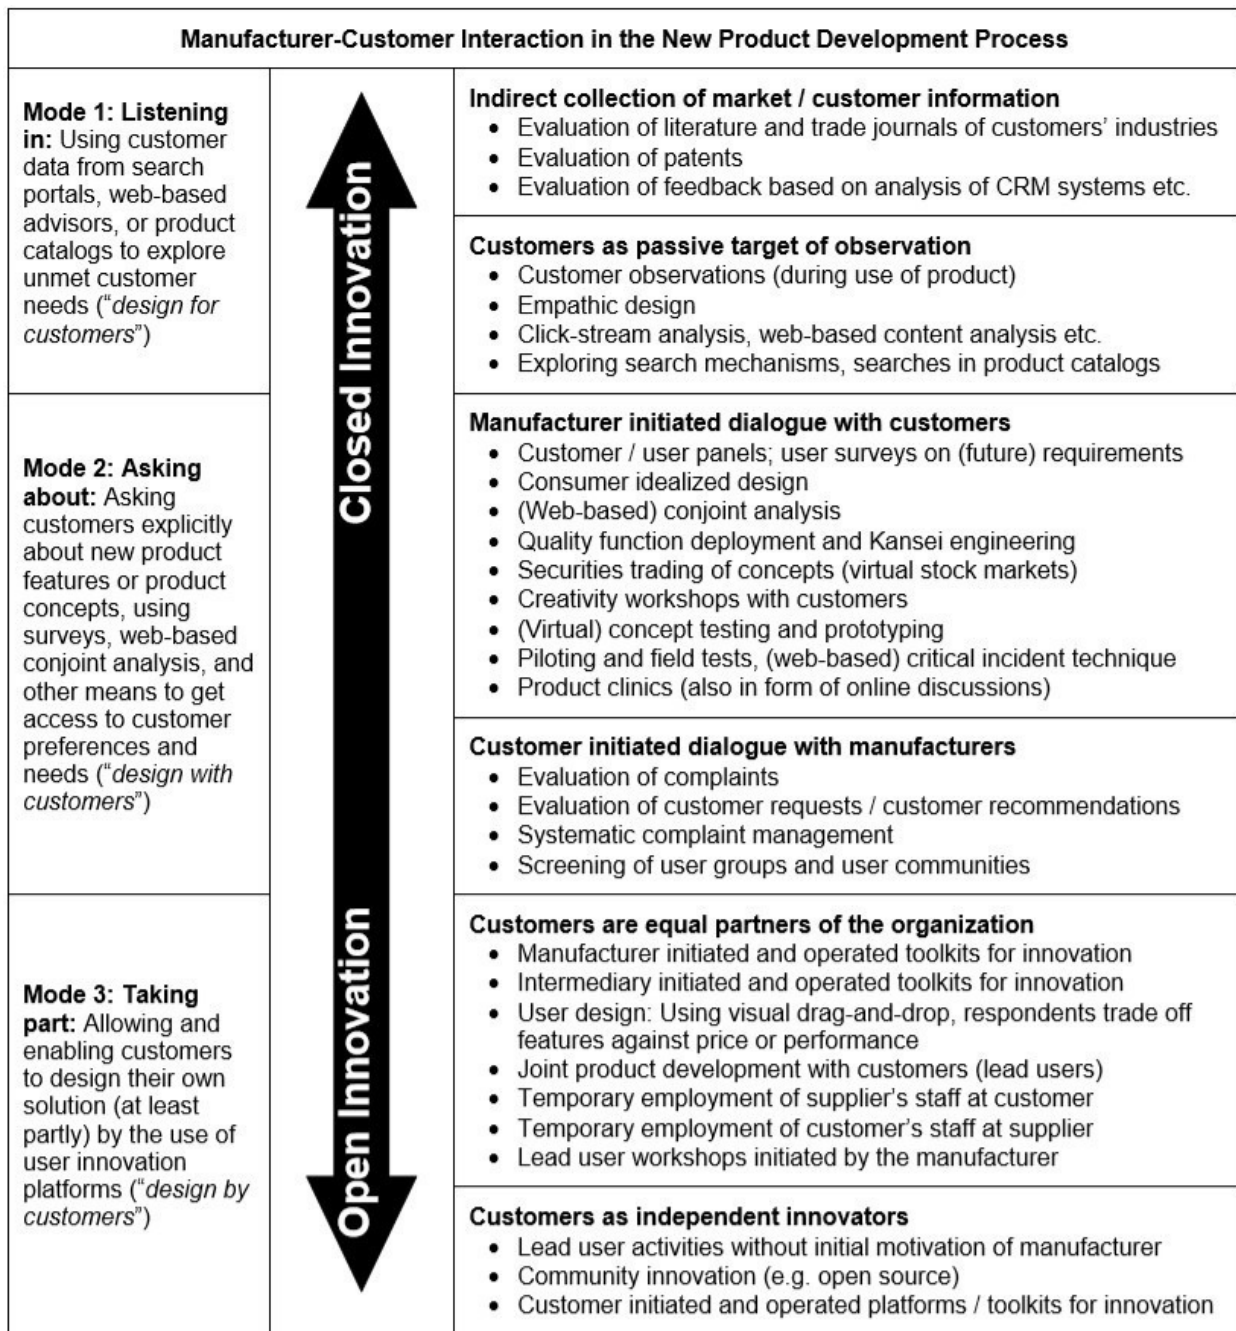 Manufacturer-Customer Interaction in the New Product Development Process
Mode 1: Listening
in: Using customer
data from search
portals, web-based
advisors, or product
catalogs to explore
unmet customer
needs (“design for
customers”)
Closed Innovation
Indirect collection of market / customer information
• Evaluation of literature and trade journals of customers’ industries
• Evaluation of patents
• Evaluation of feedback based on analysis of CRM systems etc.
Customers as passive target of observation
• Customer observations (during use of product)
• Empathic design
• Click-stream analysis, web-based content analysis etc.
• Exploring search mechanisms, searches in product catalogs
Mode 2: Asking
about: Asking
customers explicitly
about new product
features or product
concepts, using
surveys, web-based
conjoint analysis, and
other means to get
access to customer
preferences and
needs (“design with
customers”)
Manufacturer initiated dialogue with customers
• Customer / user panels; user surveys on (future) requirements
• Consumer idealized design
• (Web-based) conjoint analysis
• Quality function deployment and Kansei engineering
• Securities trading of concepts (virtual stock markets)
• Creativity workshops with customers
• (Virtual) concept testing and prototyping
• Piloting and field tests, (web-based) critical incident technique
• Product clinics (also in form of online discussions)
Customer initiated dialogue with manufacturers
• Evaluation of complaints
• Evaluation of customer requests / customer recommendations
• Systematic complaint management
• Screening of user groups and user communities
Mode 3: Taking
part: Allowing and
enabling customers
to design their own
solution (at least
partly) by the use of
user innovation
platforms (“design by
customers”)
Open Innovation
Customers are equal partners of the organization
• Manufacturer initiated and operated toolkits for innovation
• Intermediary initiated and operated toolkits for innovation
• User design: Using visual drag-and-drop, respondents trade off
features against price or performance
• Joint product development with customers (lead users)
• Temporary employment of supplier’s staff at customer
• Temporary employment of customer’s staff at supplier
• Lead user workshops initiated by the manufacturer
Customers as independent innovators
• Lead user activities without initial motivation of manufacturer
• Community innovation (e.g. open source)
• Customer initiated and operated platforms / toolkits for innovation